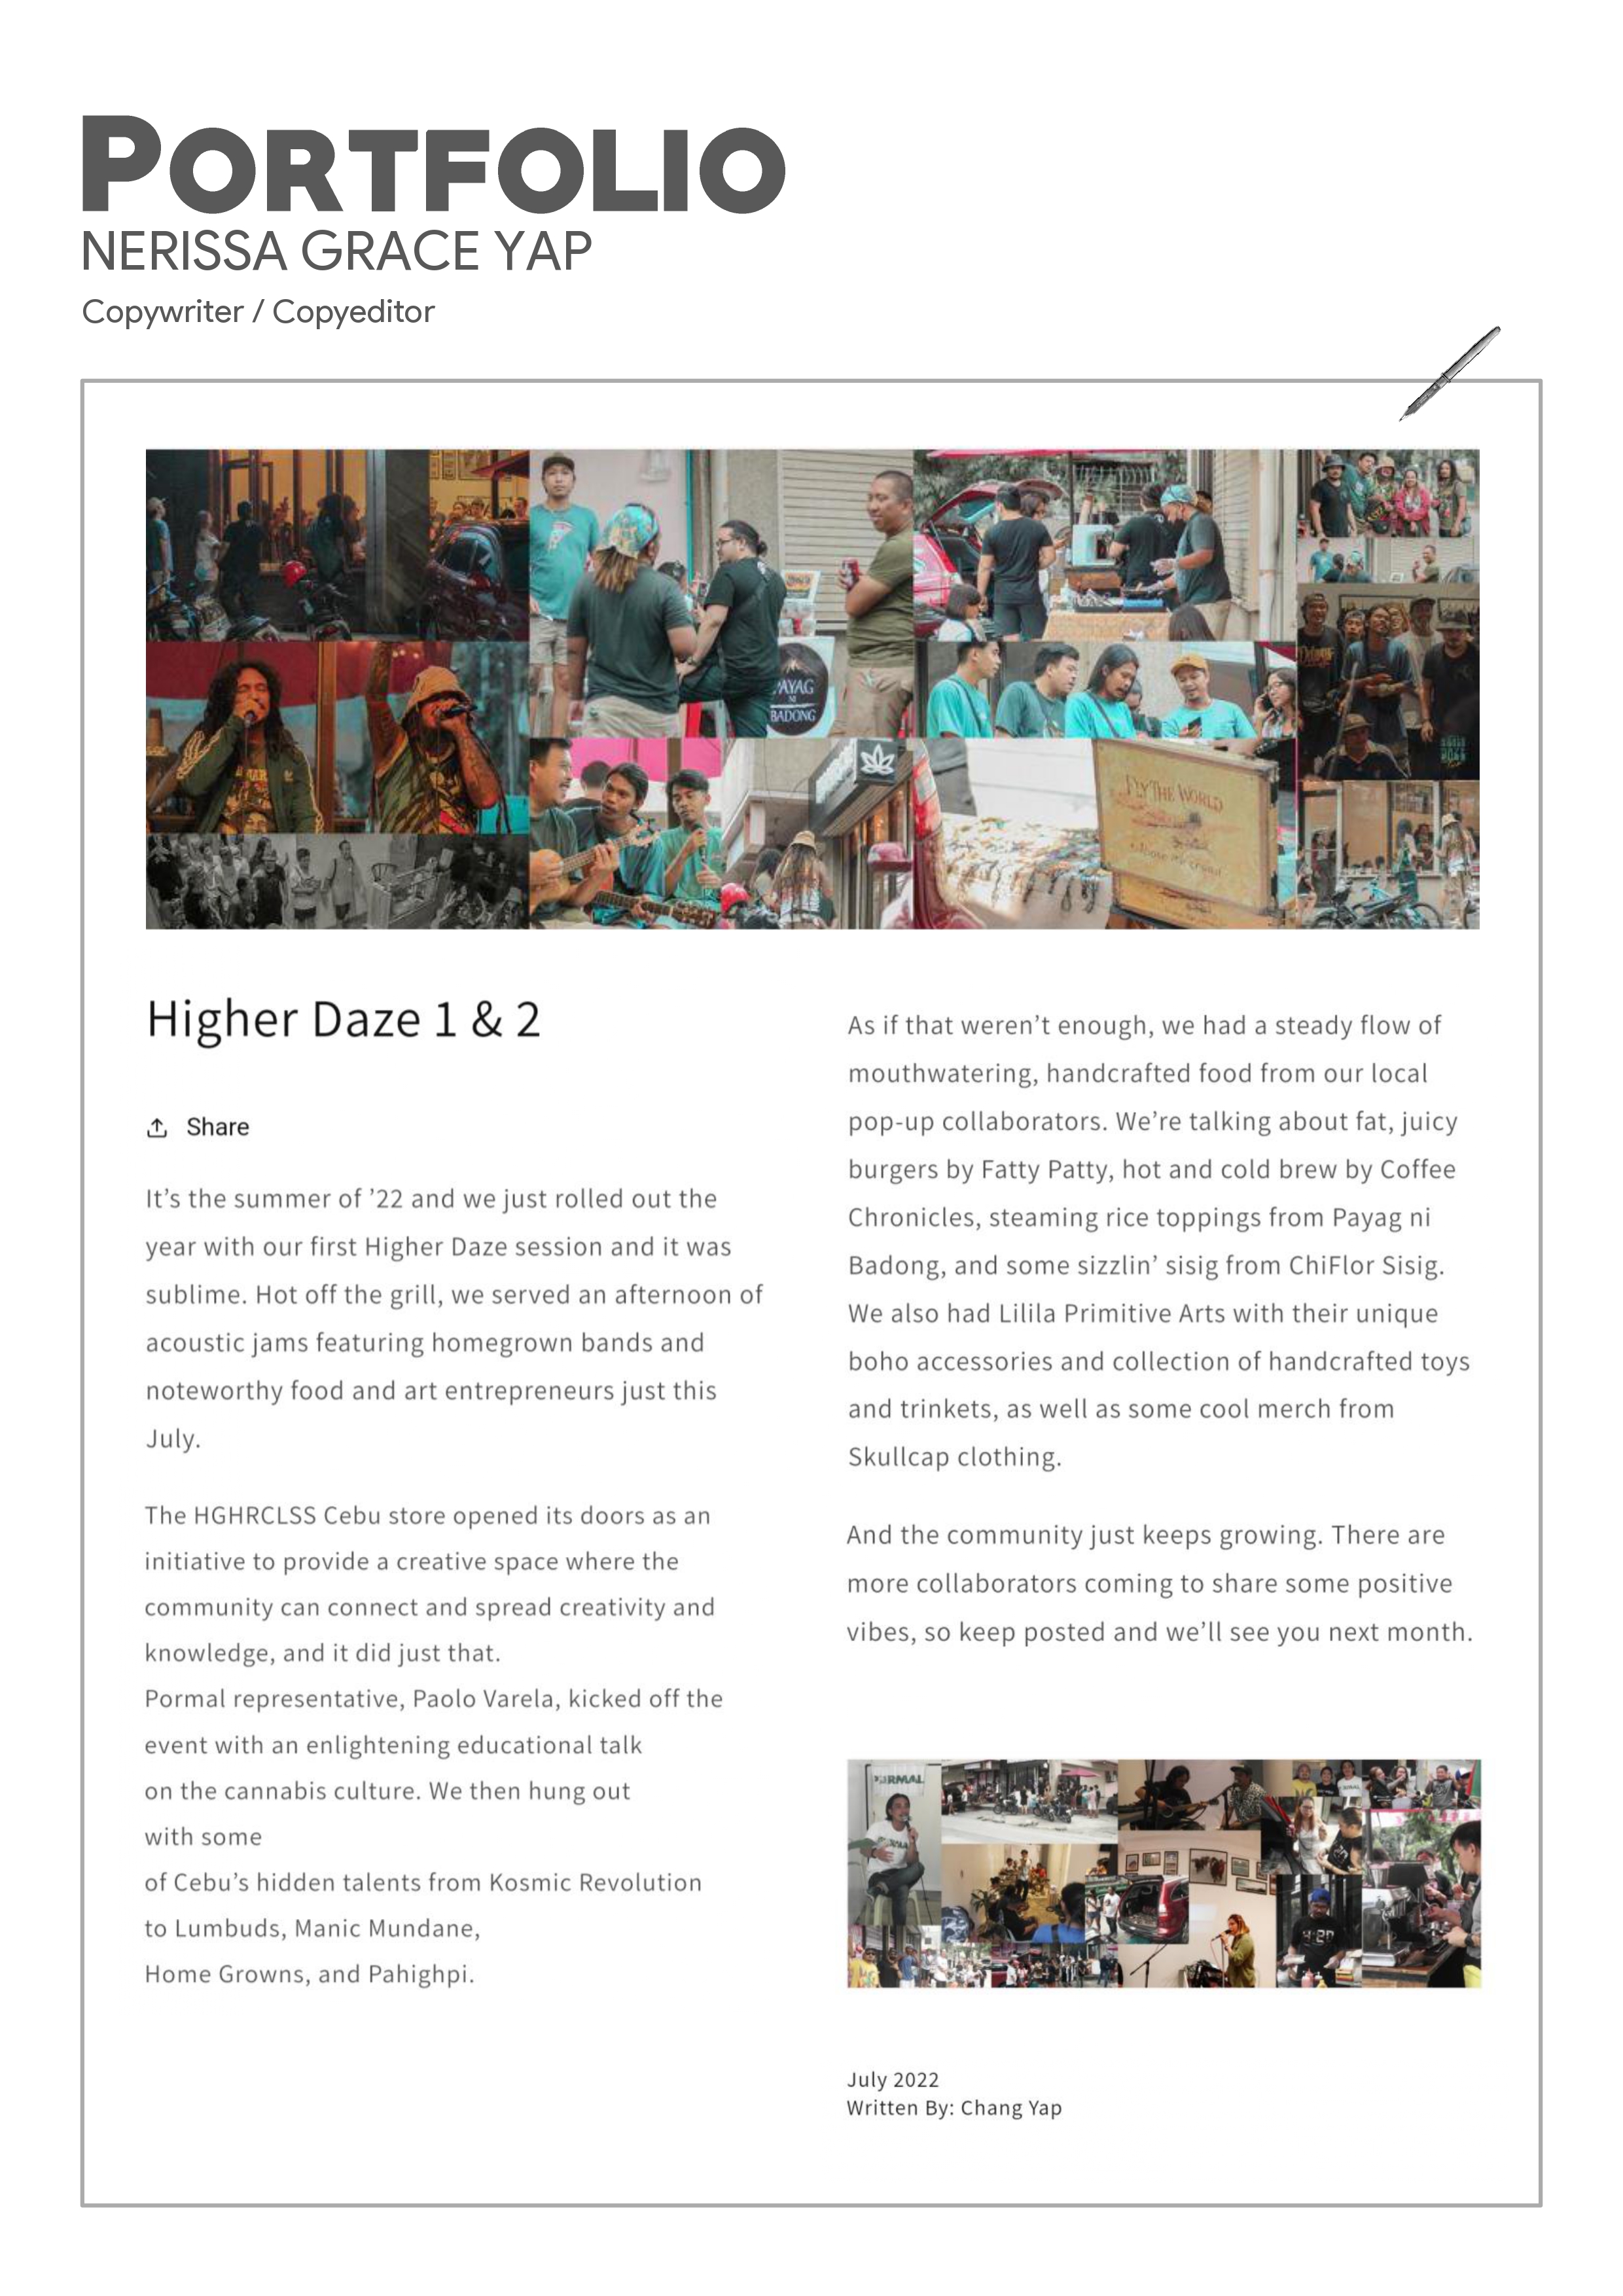 PORTFOLIO
NERISSA GRACE YAP
Copywriter / Copyeditor
PAYAG
NI
BADONG
FLY THE WORLD
Higher Daze 1 & 2
Share
It's the summer of '22 and we just rolled out the
year with our first Higher Daze session and it was
sublime. Hot off the grill, we served an afternoon of
acoustic jams featuring homegrown bands and
noteworthy food and art entrepreneurs just this
July.
The HGHRCLSS Cebu store opened its doors as an
initiative to provide a creative space where the
community can connect and spread creativity and
knowledge, and it did just that.
Pormal representative, Paolo Varela, kicked off the
event with an enlightening educational talk
on the cannabis culture. We then hung out
with some
of Cebu's hidden talents from Kosmic Revolution
to Lumbuds, Manic Mundane,
Home Growns, and Pahighpi.
As if that weren't enough, we had a steady flow of
mouthwatering, handcrafted food from our local
pop-up collaborators. We're talking about fat, juicy
burgers by Fatty Patty, hot and cold brew by Coffee
Chronicles, steaming rice toppings from Payag ni
Badong, and some sizzlin' sisig from ChiFlor Sisig.
We also had Lilila Primitive Arts with their unique
boho accessories and collection of handcrafted toys
and trinkets, as well as some cool merch from
Skullcap clothing.
And the community just keeps growing. There are
more collaborators coming to share some positive
vibes, so keep posted and we'll see you next month.
4:20
July 2022
Written By: Chang Yap